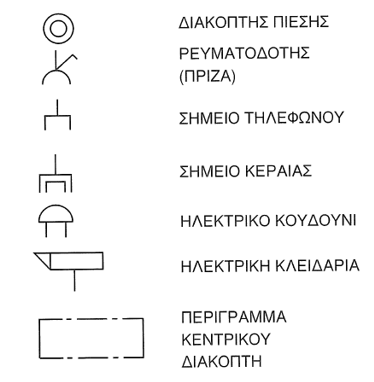 ΔΙΑΚΟΠΤΗΣ ΠΙΕΣΗΣ
ΡΕΥΜΑΤΟΔΟΤΗΣ
(ΠΡΙΖΑ)
ΣΗΜΕΙΟ ΤΗΛΕΦΩΝΟΥ
ΣΗΜΕΙΟ ΚΕΡΑΙΑΣ
ΗΛΕΚΤΡΙΚΟ ΚΟΥΔΟΥΝΙ
ΗΛΕΚΤΡΙΚΗ ΚΛΕΙΔΑΡΙΑ
ΠΕΡΙΓΡΑΜΜΑ
ΚΕΝΤΡΙΚΟΥ
ΔΙΑΚΟΠΤΗ